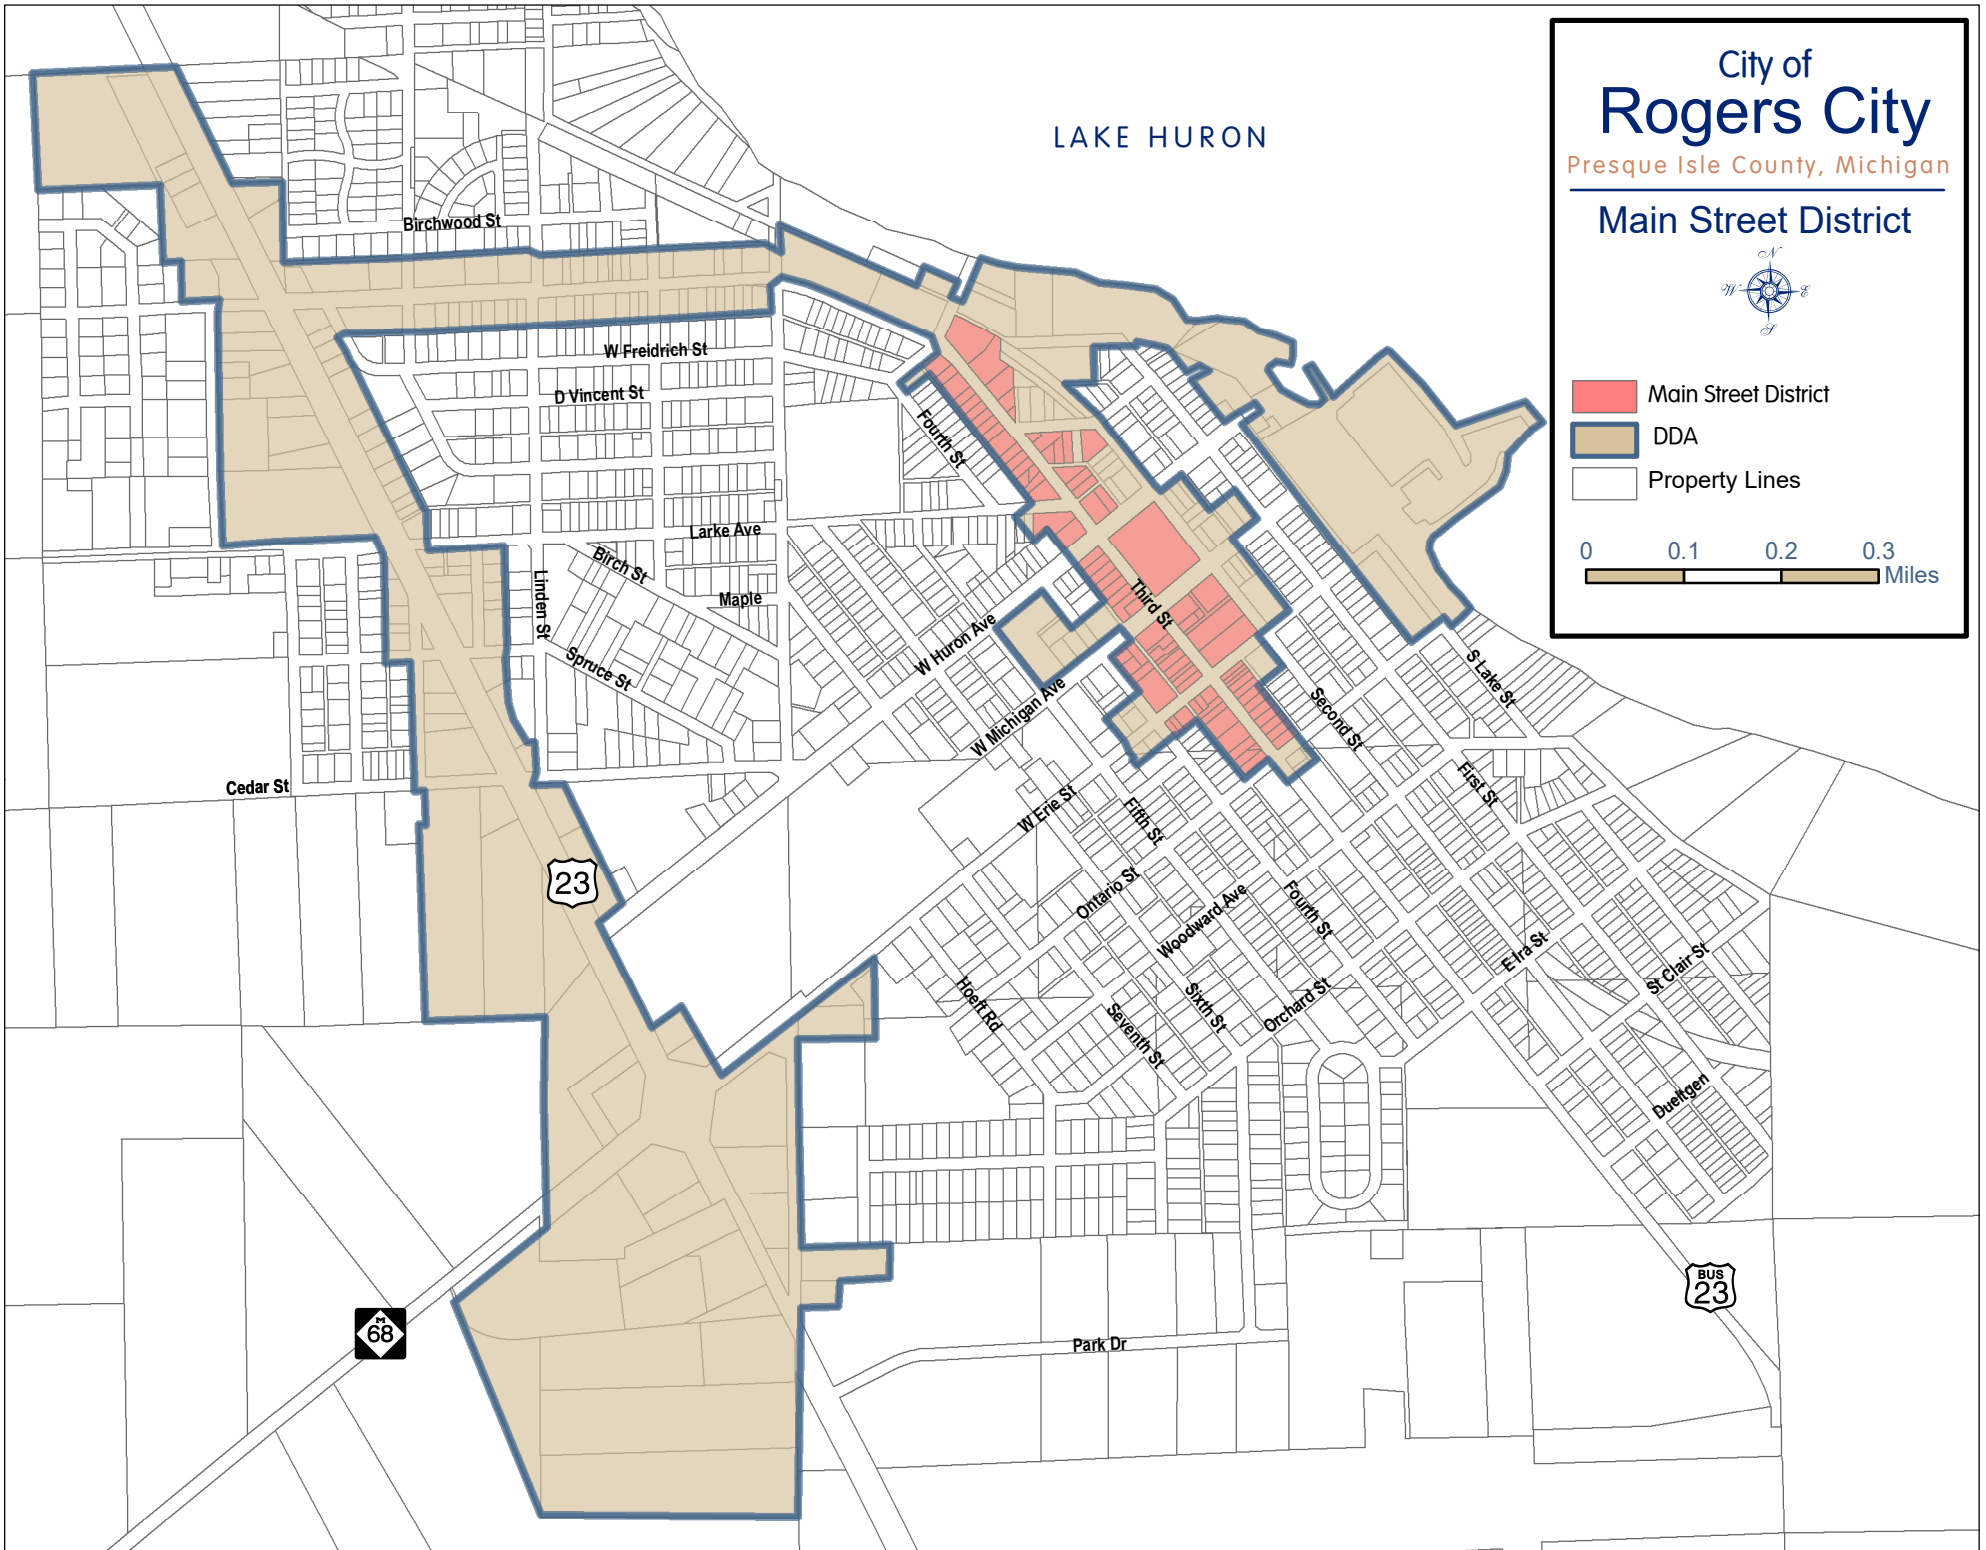 City of
Rogers City
Presque Isle County, Michigan
Main Street District
N
W
E
S
Main Street District
DDA
Property Lines
0 0.1 0.2 0.3
Miles
LAKE HURON
Birchwood St
W Freidrich St
D Vincent St
Fourth St
Larke Ave
Birch St
Linden St
Maple
Third St
W Huron Ave
Spruce St
W Michigan Ave
S Lake St
Second St
Cedar St
First St
W Erie St
Fifth St
23
Ontario St
Woodward Ave
Fourth St
E Ira St
St Clair St
Hoeft Rd
Sixth St
Orchard St
Seventh St
Dueltgen
BUS
23
M
68
Park Dr